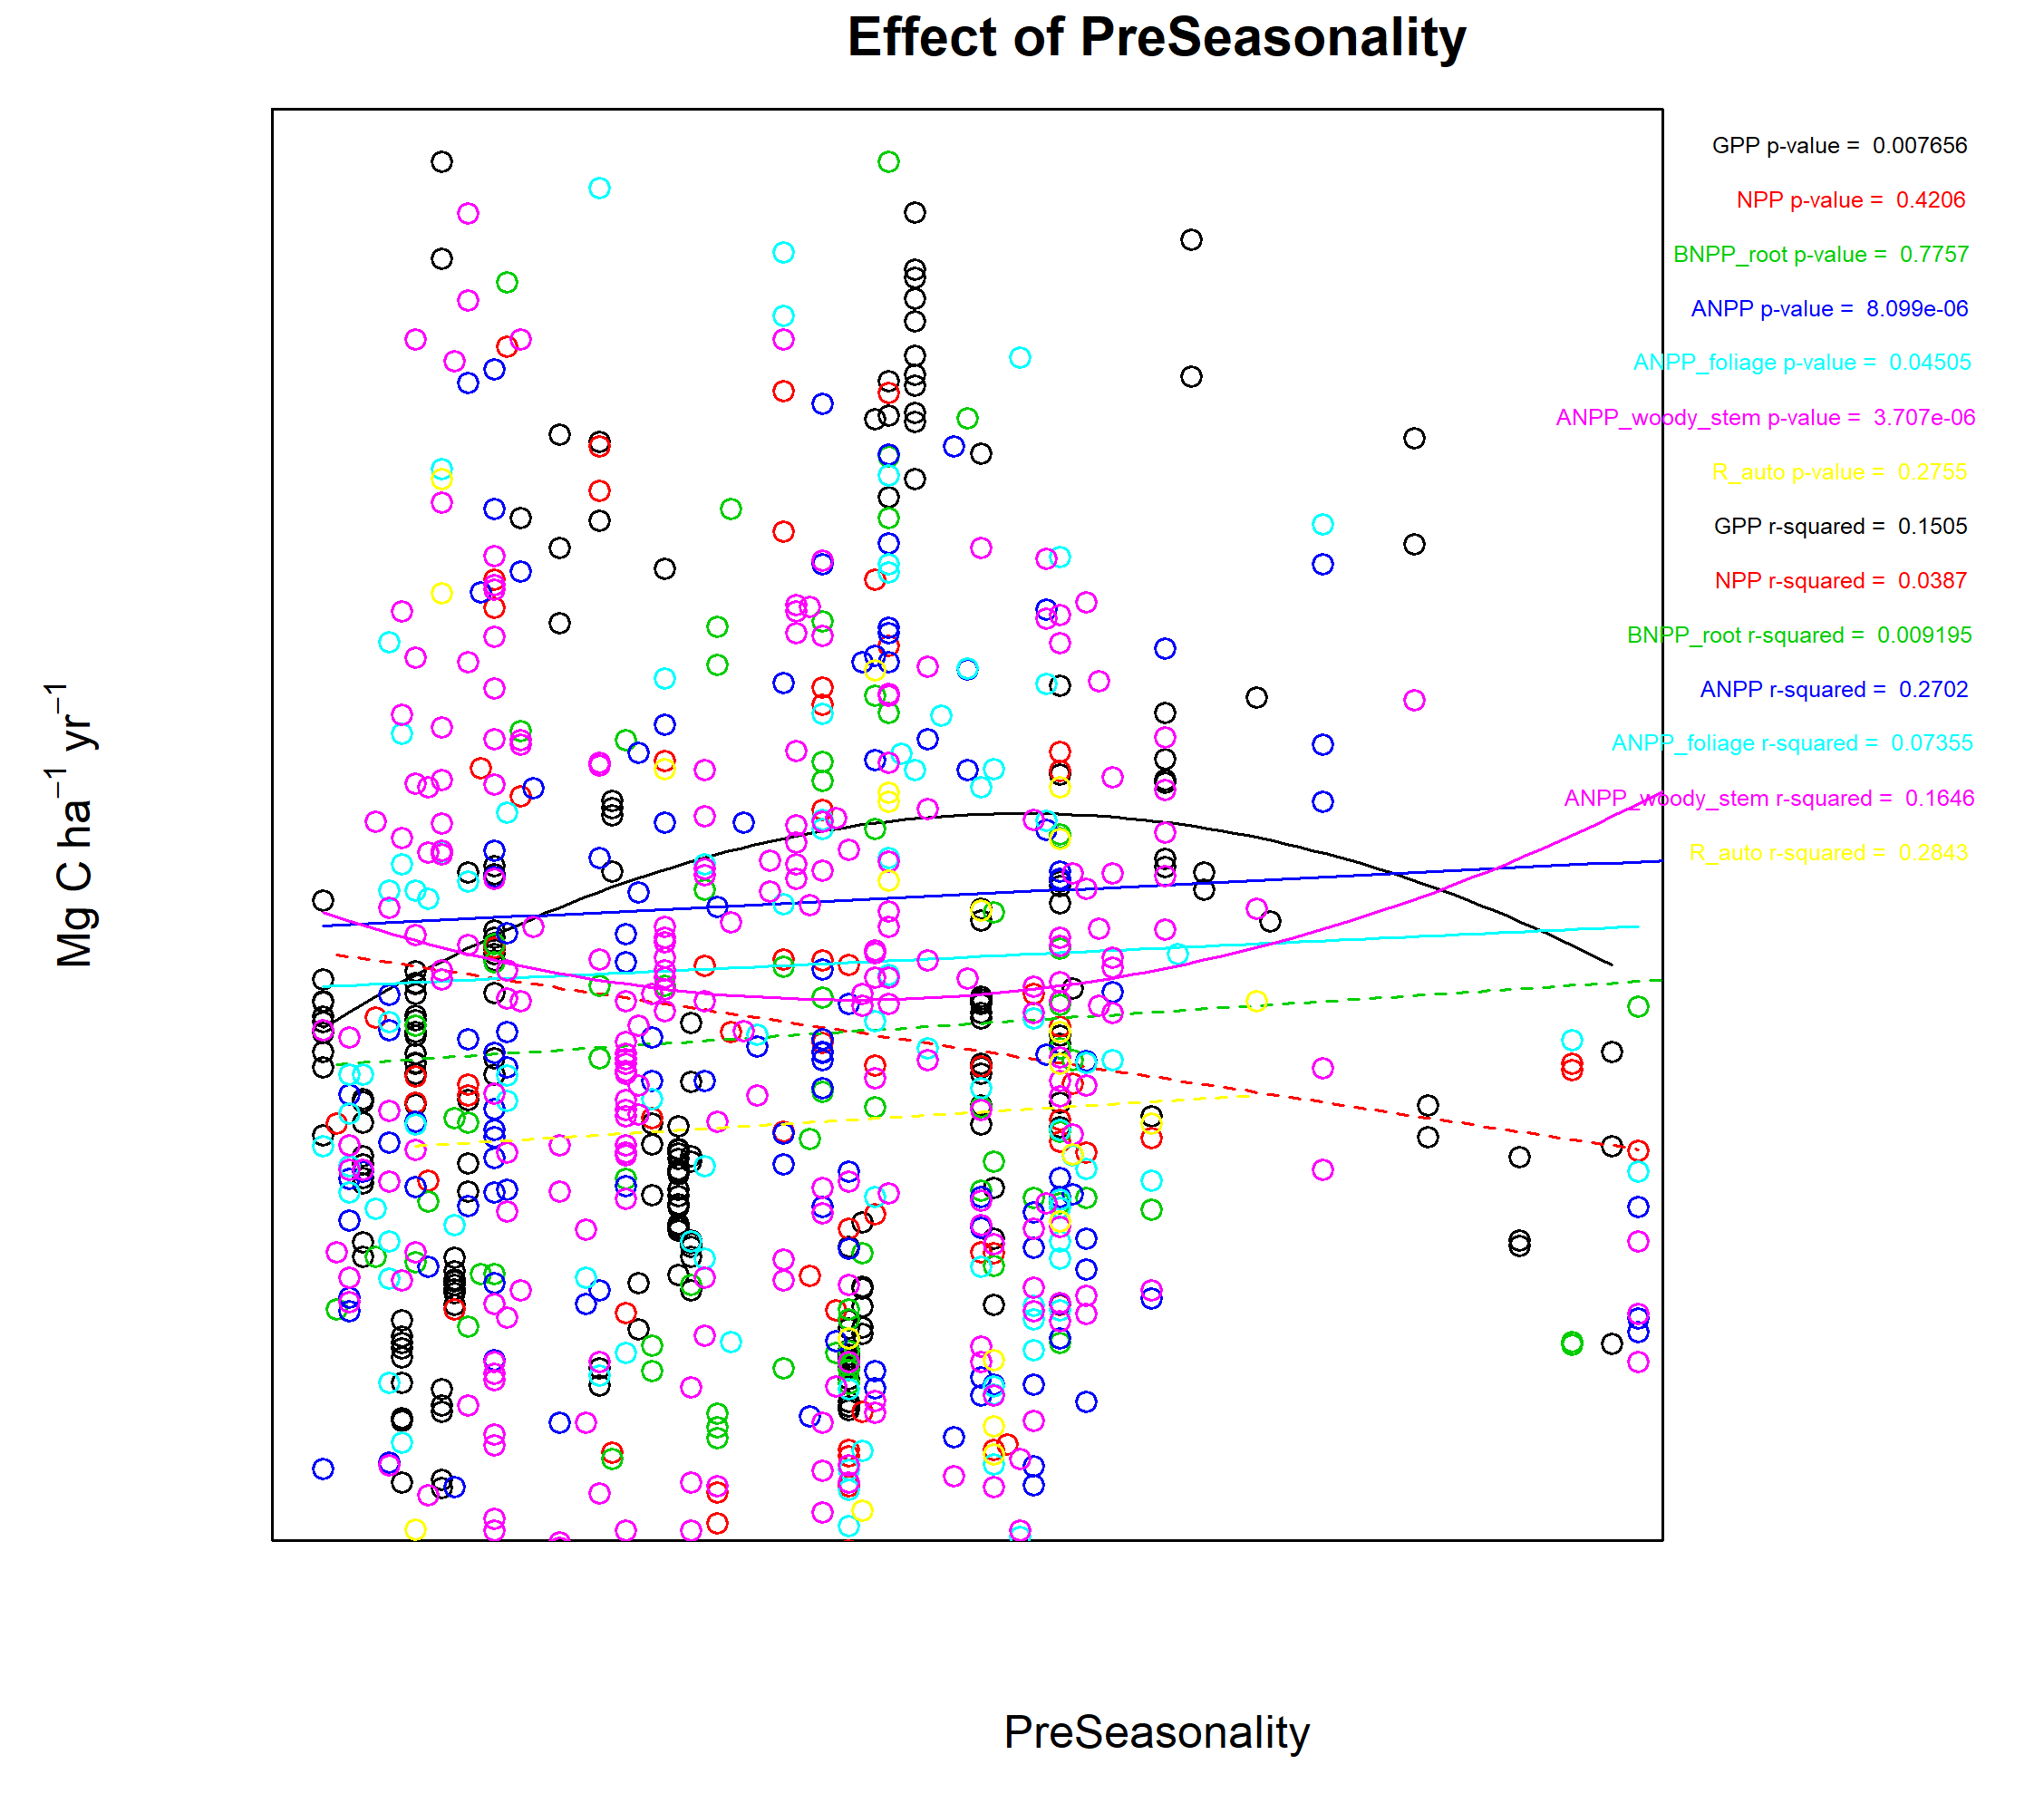 Effect of PreSeasonality
GPP p-value = 0.007656
NPP p-value = 0.4206
BNPP_root p-value = 0.7757
ANPP p-value = 8.099e-06
ANPP_foliage p-value = 0.04505
ANPP_woody_stem p-value = 3.707e-06
R_auto p-value = 0.2755
GPP r-squared = 0.1505
NPP r-squared = 0.0387
BNPP_root r-squared = 0.009195
ANPP r-squared = 0.2702
ANPP_foliage r-squared = 0.07355
ANPP_woody_stem r-squared = 0.1646
R_auto r-squared = 0.2843
Mg C ha⁻¹ yr⁻¹
PreSeasonality